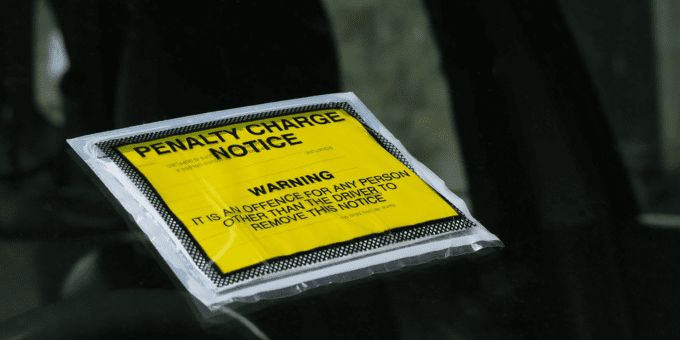 PENALTY CHARGE
NOTICE
WARNING
IT IS AN OFFENCE FOR ANY PERSON
OTHER THAN THE DRIVER TO
REMOVE THIS NOTICE